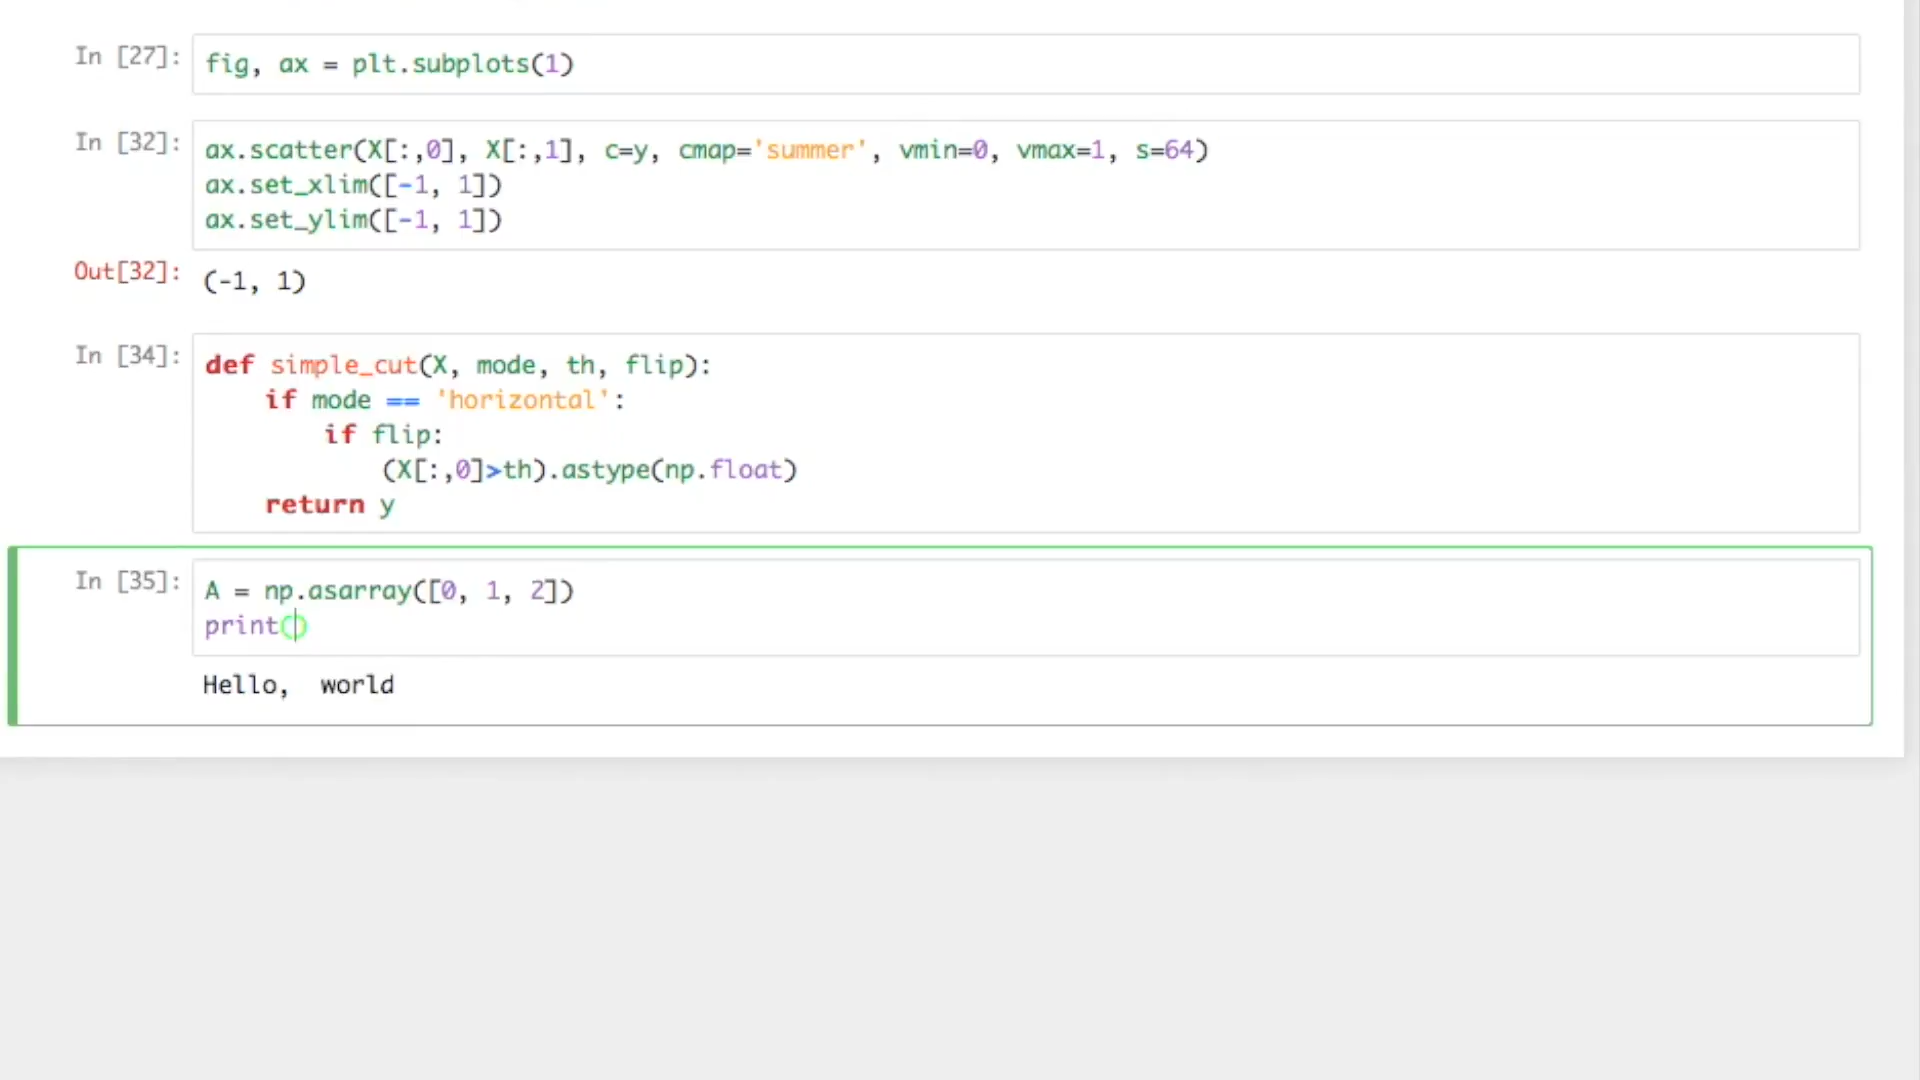 In [27]: fig, ax = plt.subplots(1)
In [32]: ax.scatter(X[:,0], X[:,1], c=y, cmap='summer', vmin=0, vmax=1, s=64)
ax.set_xlim([-1, 1])
ax.set_ylim([-1, 1])
Out[32]: (-1, 1)
In [34]: def simple_cut(X, mode, th, flip):
    if mode == 'horizontal':
        if flip:
            (X[:,0]>th).astype(np.float)
    return y
In [35]: A = np.asarray([0, 1, 2])
print()
Hello,  world